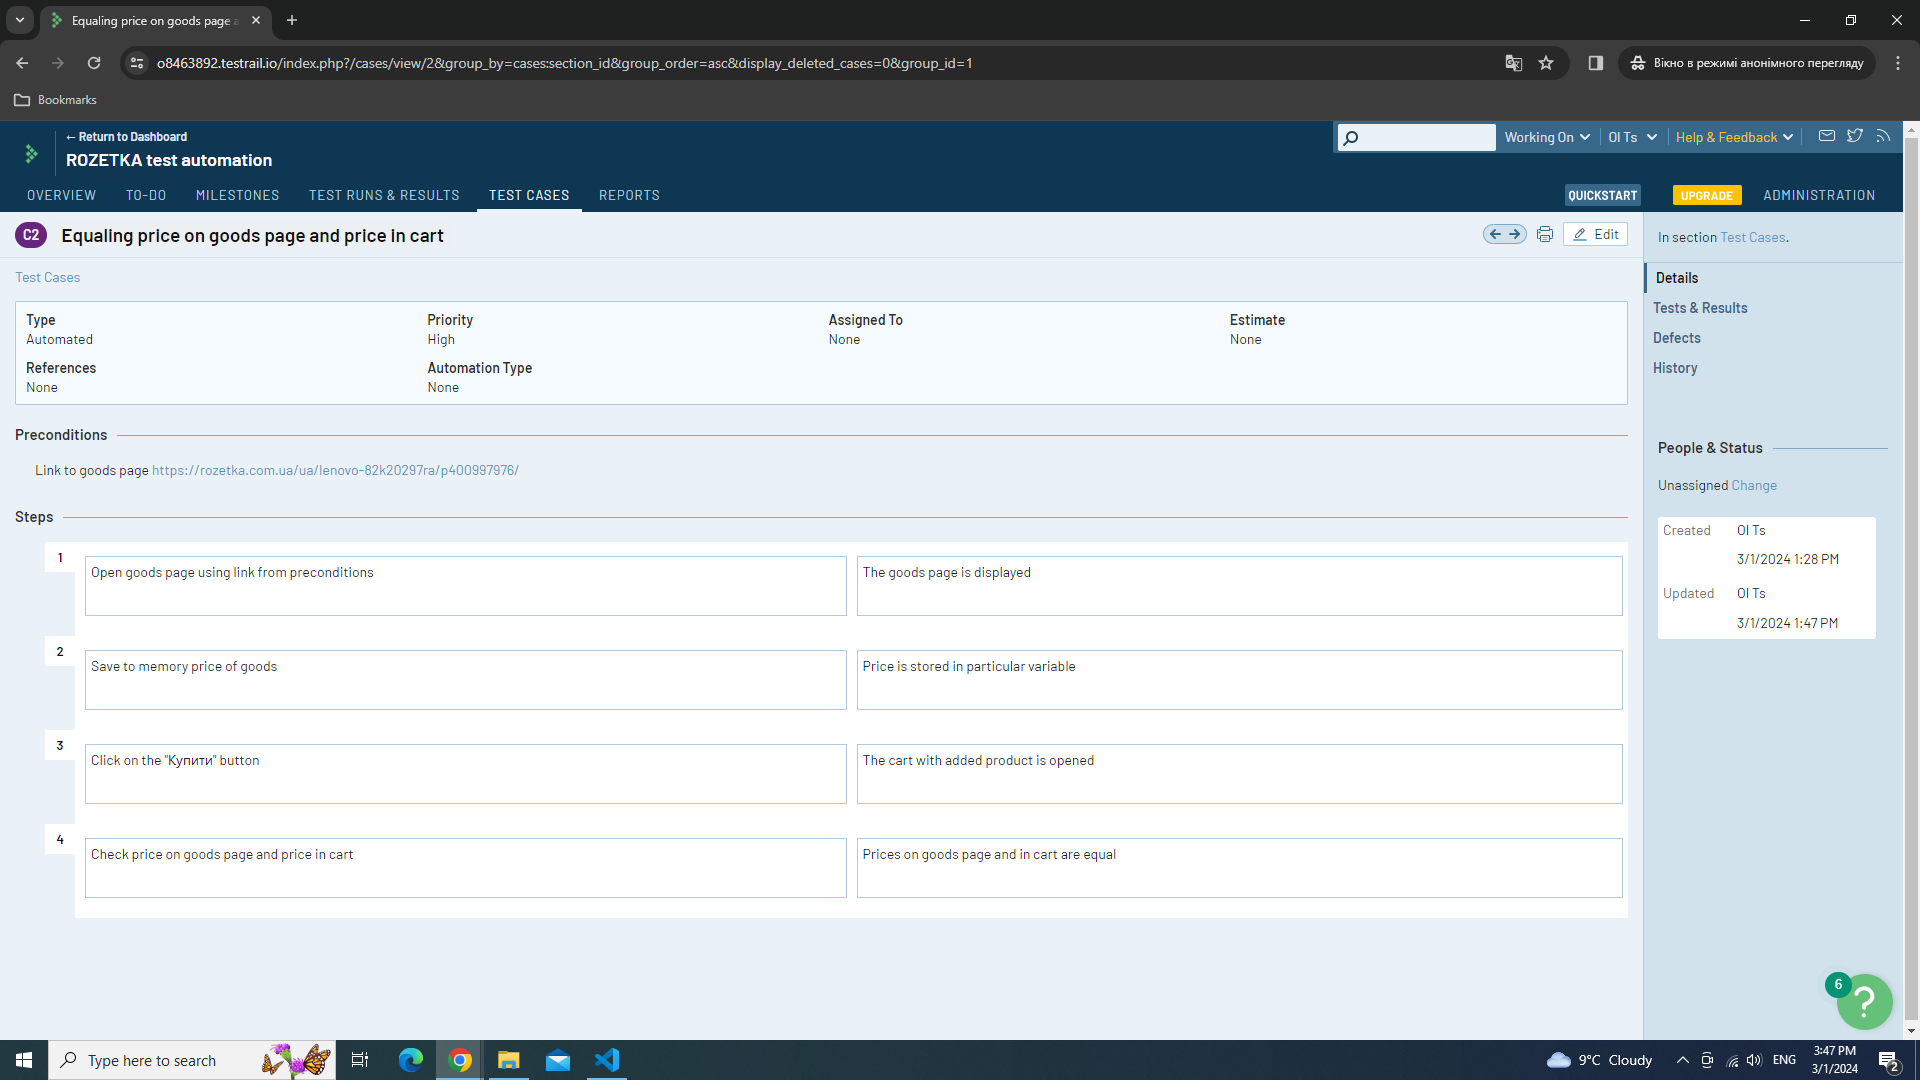 Equaling price on goods page a
o8463892.testrail.io/index.php?/cases/view/2&group_by=cases:section_id&group_order=asc&display_deleted_cases=0&group_id=1
Вікно в режимі анонімного перегляду
Bookmarks
← Return to Dashboard
ROZETKA test automation
Working On
Ol Ts
Help & Feedback
OVERVIEW
TO-DO
MILESTONES
TEST RUNS & RESULTS
TEST CASES
REPORTS
QUICKSTART
UPGRADE
ADMINISTRATION
C2
Equaling price on goods page and price in cart
Edit
Test Cases
Type
Automated
Priority
High
Assigned To
None
Estimate
None
References
None
Automation Type
None
Preconditions
Link to goods page https://rozetka.com.ua/ua/lenovo-82k20297ra/p400997976/
Steps
1
Open goods page using link from preconditions
The goods page is displayed
2
Save to memory price of goods
Price is stored in particular variable
3
Click on the "Купити" button
The cart with added product is opened
4
Check price on goods page and price in cart
Prices on goods page and in cart are equal
In section Test Cases.
Details
Tests & Results
Defects
History
People & Status
Unassigned Change
Created
Ol Ts
3/1/2024 1:28 PM
Updated
Ol Ts
3/1/2024 1:47 PM
6
?
Type here to search
9°C Cloudy
ENG
3:47 PM
3/1/2024
2